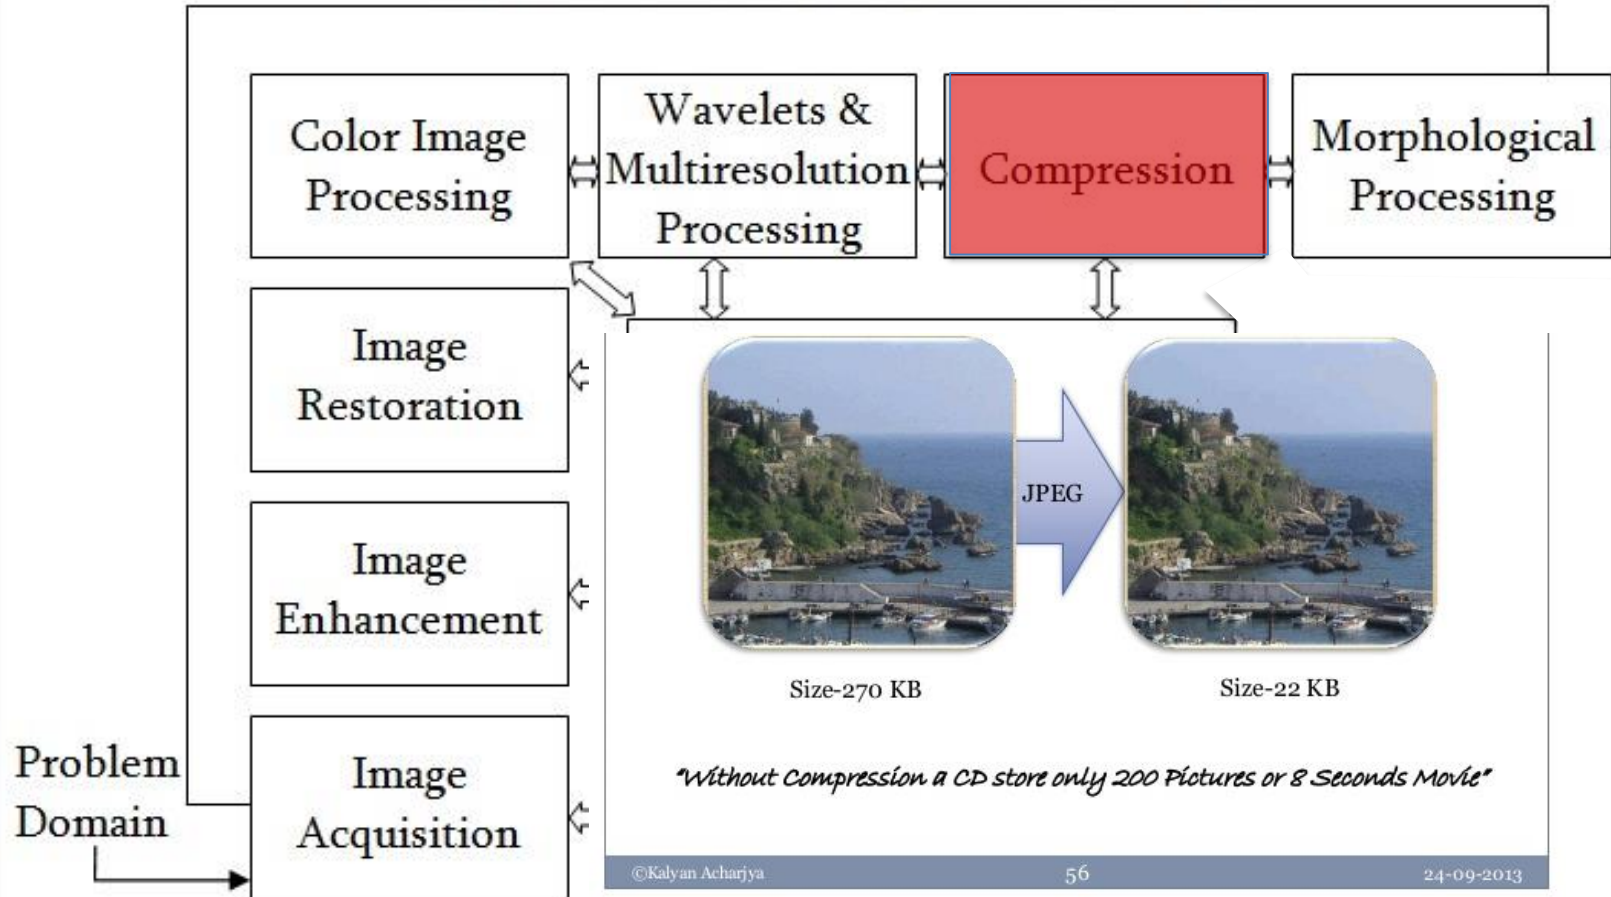 Color Image
Processing
Wavelets &
Multiresolution
Processing
Compression
Morphological
Processing
Image
Restoration
Image
Enhancement
Problem
Domain
Image
Acquisition
JPEG
Size-270 KB
Size-22 KB
"Without Compression a CD store only 200 Pictures or 8 Seconds Movie"
©Kalyan Acharjya
56
24-09-2013